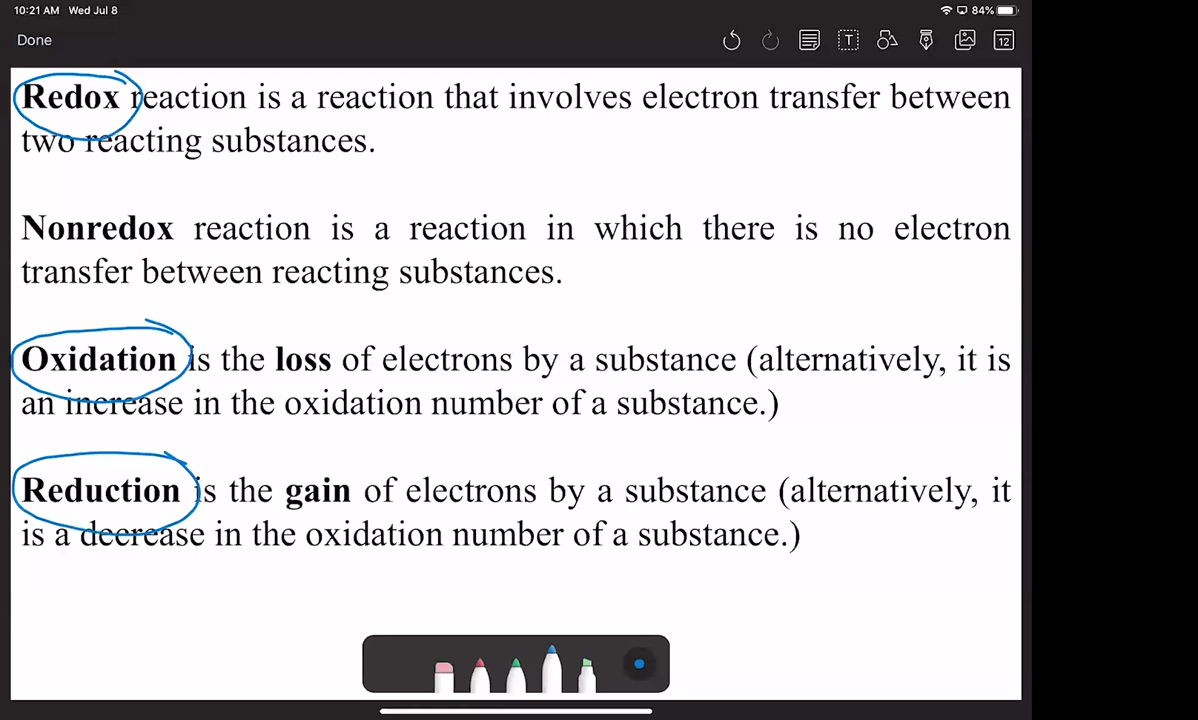 10:21 AM Wed Jul 8
84%
Done
12
Redox reaction is a reaction that involves electron transfer between
two reacting substances.
Nonredox reaction is a reaction in which there is no electron
transfer between reacting substances.
Oxidation is the loss of electrons by a substance (alternatively, it is
an increase in the oxidation number of a substance.)
Reduction is the gain of electrons by a substance (alternatively, it
is a decrease in the oxidation number of a substance.)